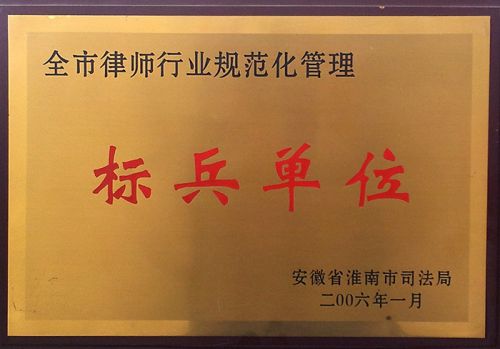 全市律师行业规范化管理
标兵单位
安徽省淮南市司法局
二00六年一月